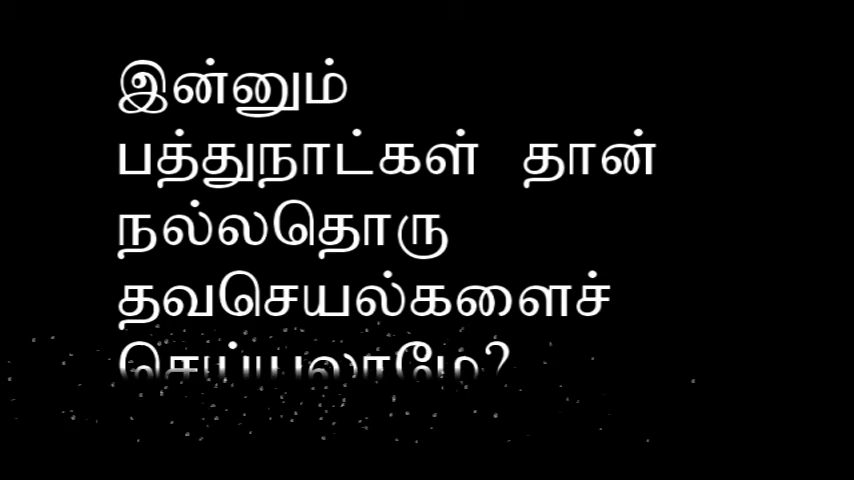 இன்னும்
பத்துநாட்கள் தான்
நல்லதொரு
தவசெயல்களைச்
செய்யலாமே?